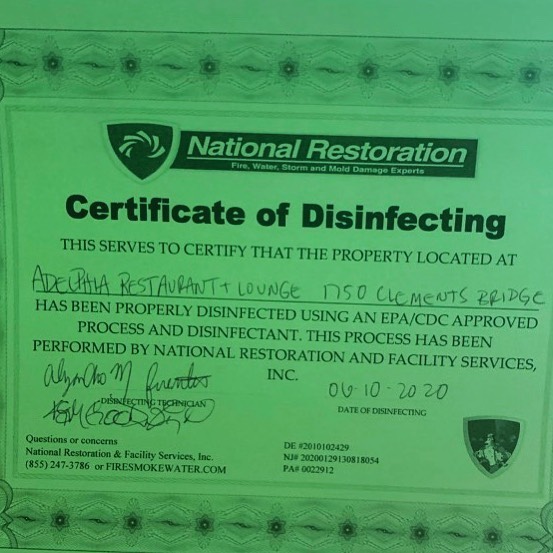 National Restoration
Fire, Water, Storm and Mold Damage Experts
Certificate of Disinfecting
THIS SERVES TO CERTIFY THAT THE PROPERTY LOCATED AT
ADELPHIA RESTAURANT + LOUNGE 1750 CLEMENTS BRIDGE
HAS BEEN PROPERLY DISINFECTED USING AN EPA/CDC APPROVED
PROCESS AND DISINFECTANT. THIS PROCESS HAS BEEN
PERFORMED BY NATIONAL RESTORATION AND FACILITY SERVICES,
INC.
06-10-2020
DISINFECTING TECHNICIAN
DATE OF DISINFECTING
Questions or concerns
National Restoration & Facility Services, Inc.
(855) 247-3786 or FIRESMOKEWATER.COM
DE #2010102429
NJ# 20200129130818054
PA# 0022912